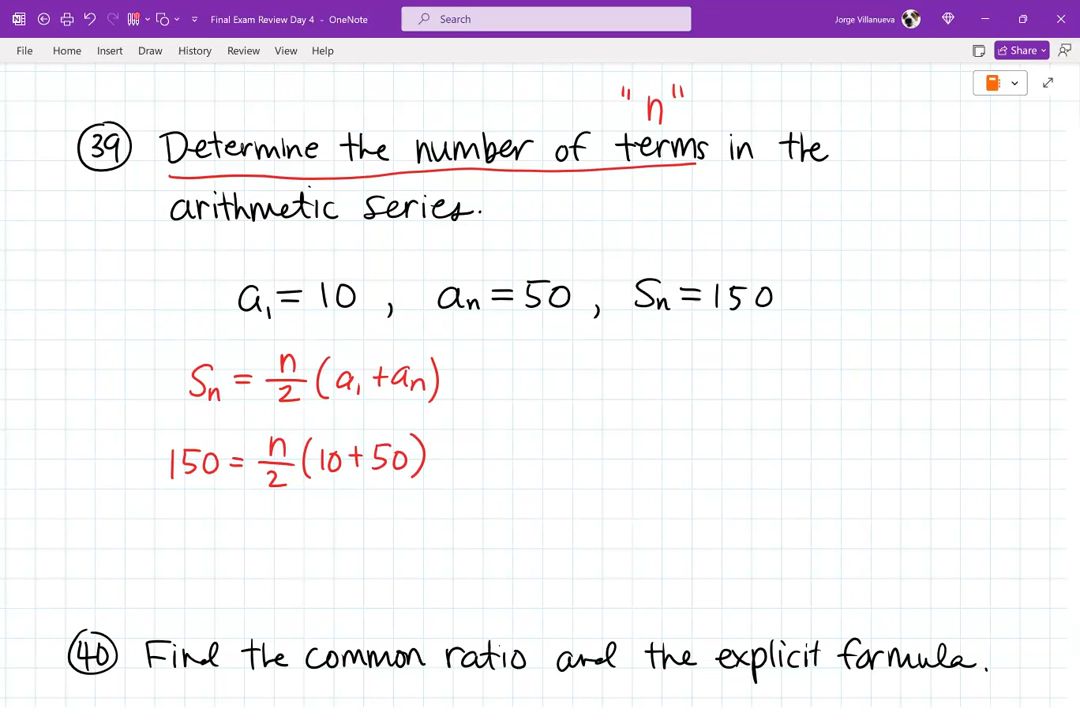 Final Exam Review Day 4 - OneNote
Search
Jorge Villanueva
File Home Insert Draw History Review View Help
Share
"n"
39 Determine the number of terms in the
arithmetic series.
a₁ = 10 , aₙ = 50 , Sₙ = 150
Sₙ = n/2 (a₁ + aₙ)
150 = n/2 (10 + 50)
40 Find the common ratio and the explicit formula.